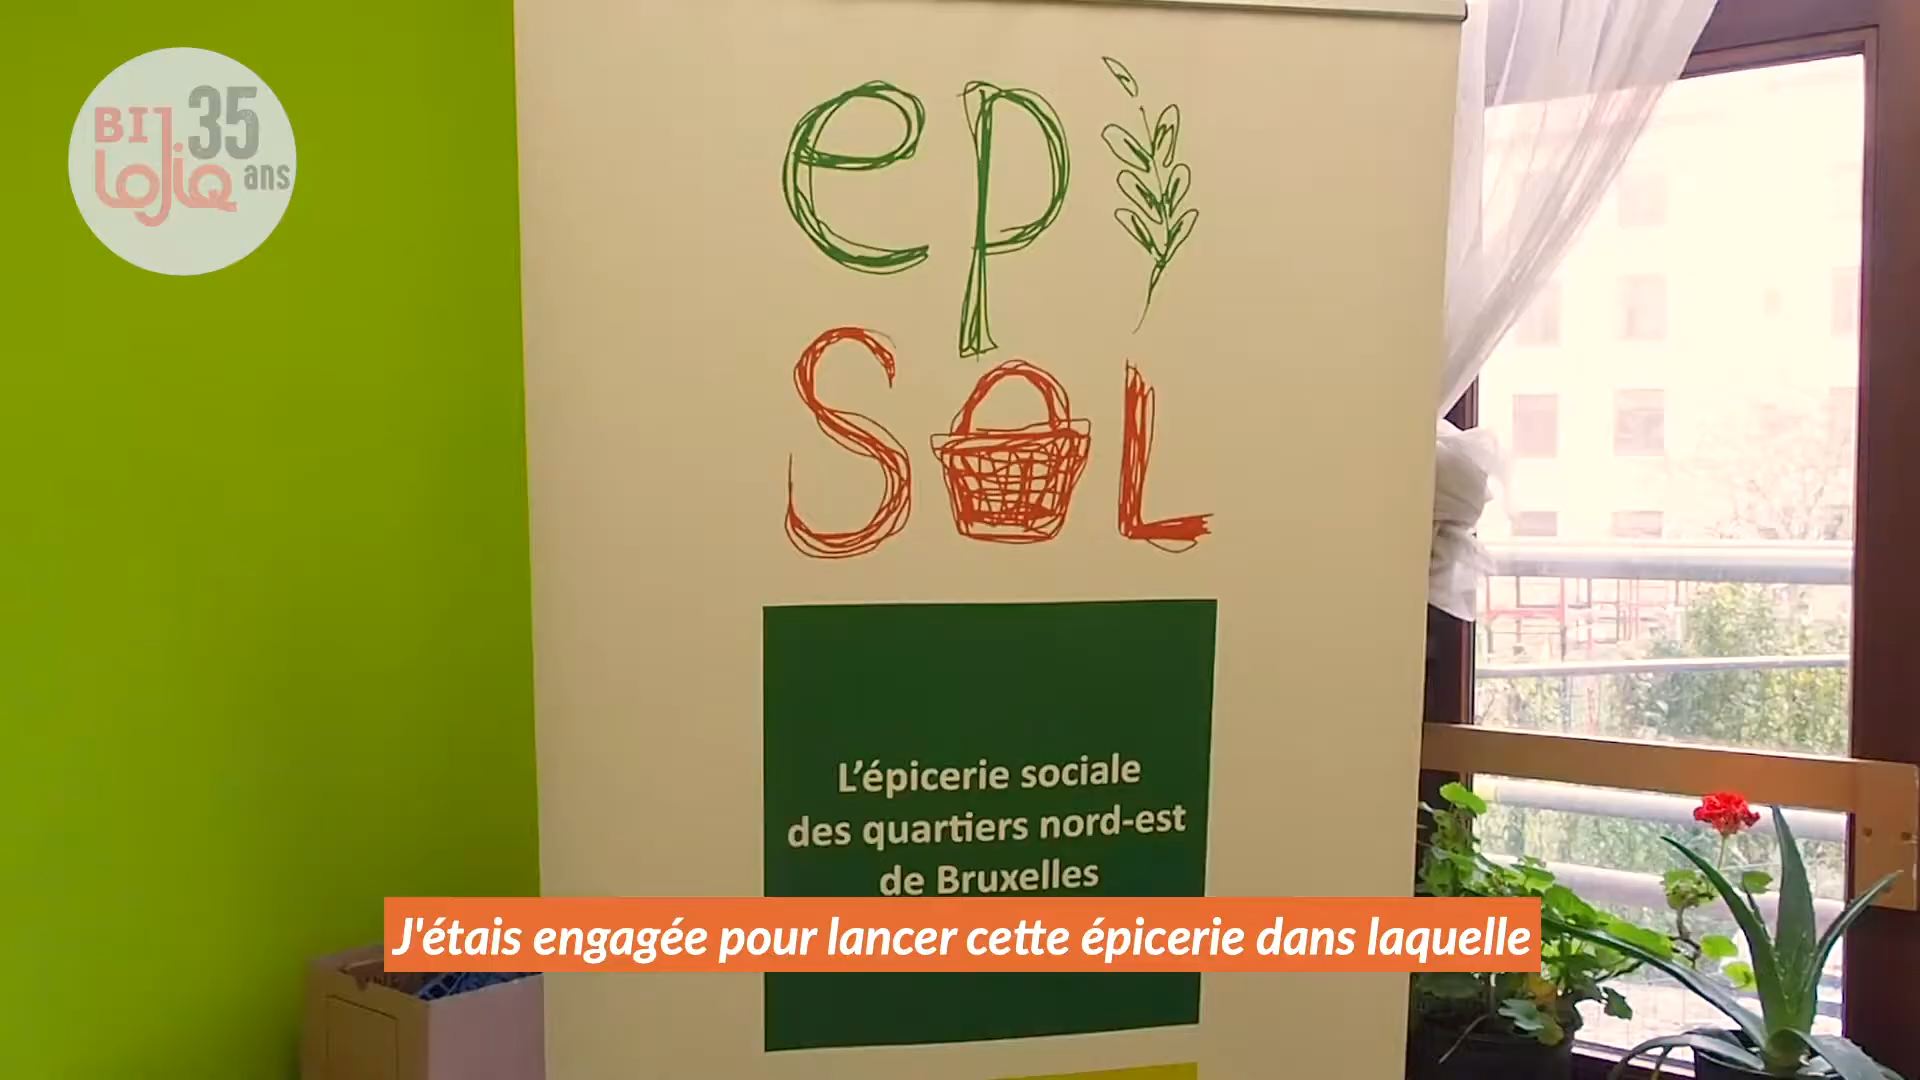 BIJ 35
LOJIQ ans
epi
SOL
L'épicerie sociale
des quartiers nord-est
de Bruxelles
J'étais engagée pour lancer cette épicerie dans laquelle